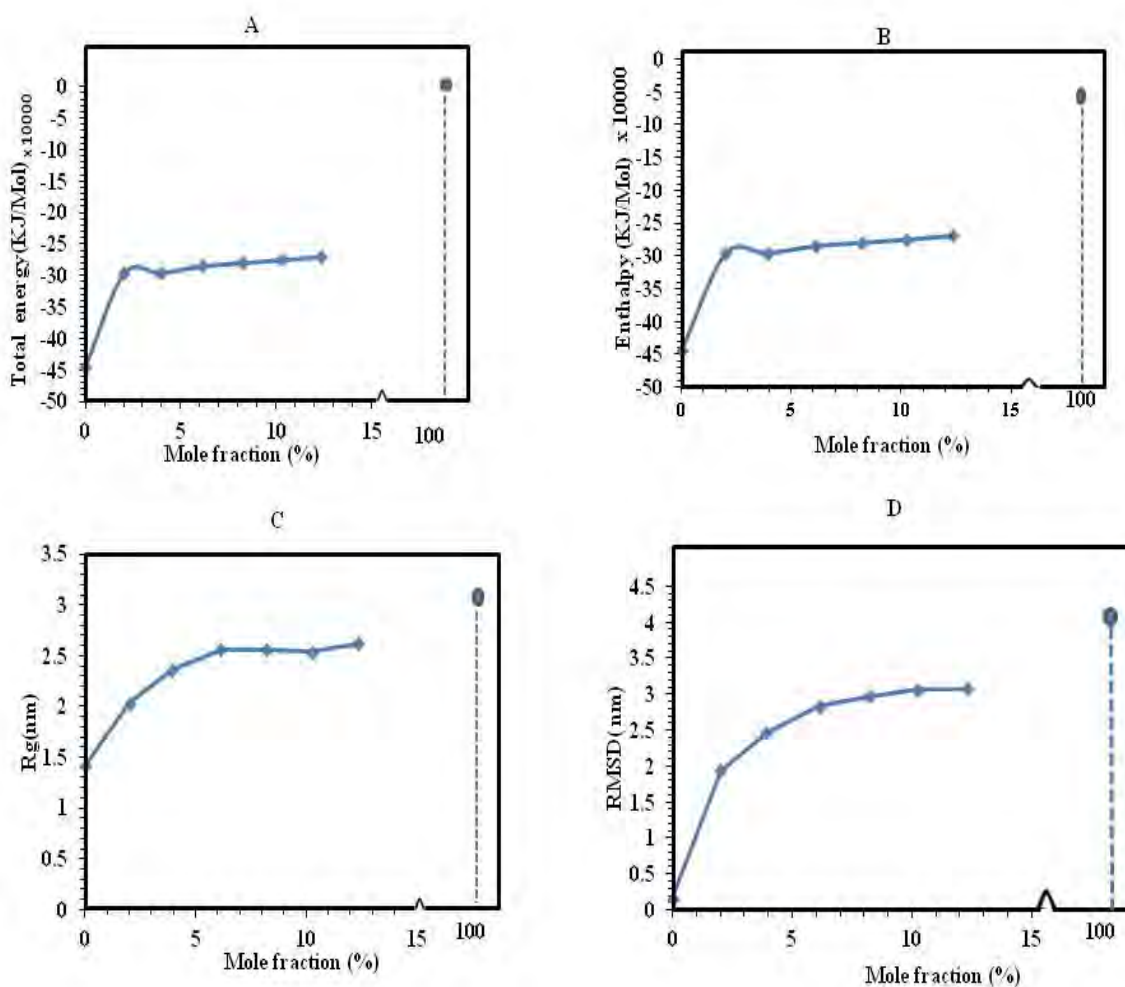 A
Total energy(KJ/Mol) x10000
0
-5
-10
-15
-20
-25
-30
-35
-40
-45
-50
0 5 10 15 100
Mole fraction (%)
B
Enthalpy (KJ/Mol) x 10000
0
-5
-10
-15
-20
-25
-30
-35
-40
-45
-50
0 5 10 15 100
Mole fraction (%)
C
Rg(nm)
3.5
3
2.5
2
1.5
1
0.5
0
0 5 10 15 100
Mole fraction (%)
D
RMSD(nm)
4.5
4
3.5
3
2.5
2
1.5
1
0.5
0
0 5 10 15 100
Mole fraction (%)